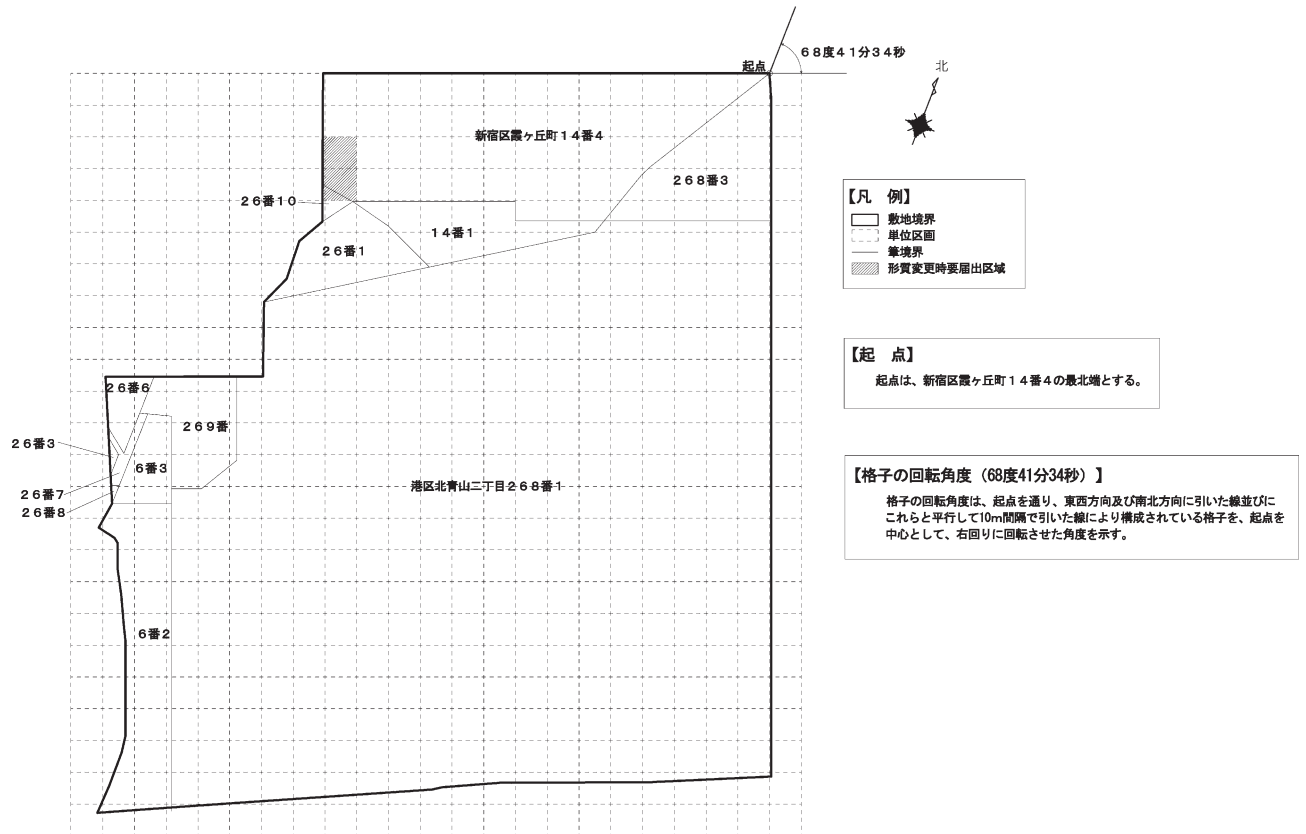 ６８度４１分３４秒
起点
北
新宿区霞ヶ丘町１４番４
２６８番３
２６番１０
１４番１
２６番１
【凡　例】
敷地境界
単位区画
筆境界
形質変更時要届出区域
【起　点】
起点は、新宿区霞ヶ丘町１４番４の最北端とする。
２６番６
２６９番
２６番３
６番３
２６番７
２６番８
港区北青山二丁目２６８番１
【格子の回転角度（68度41分34秒）】
格子の回転角度は、起点を通り、東西方向及び南北方向に引いた線並びに
これらと平行して10m間隔で引いた線により構成されている格子を、起点を
中心として、右回りに回転させた角度を示す。
６番２